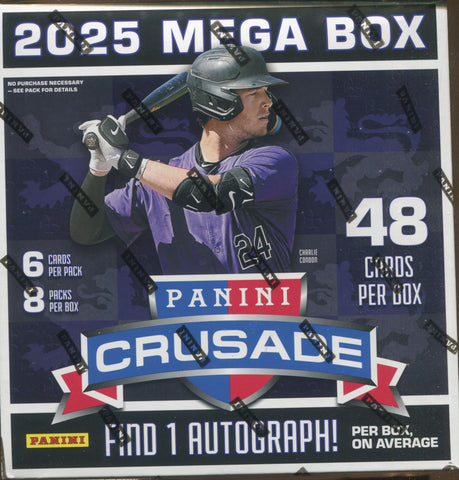 2025 MEGA BOX
NO PURCHASE NECESSARY
– SEE PACK FOR DETAILS
24
CHARLIE
CONDON
48
CARDS
PER BOX
6 CARDS
PER PACK
8 PACKS
PER BOX
PANINI
CRUSADE
PANINI
FIND 1 AUTOGRAPH!
PER BOX,
ON AVERAGE